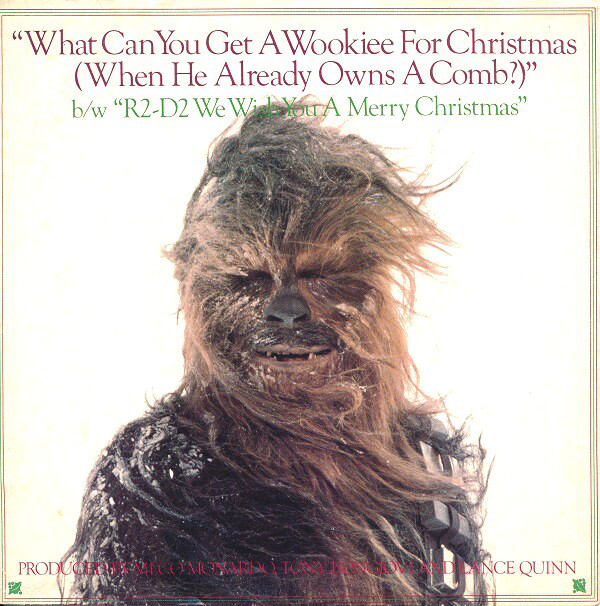 "What Can You Get A Wookiee For Christmas
(When He Already Owns A Comb?)"
b/w "R2-D2 We Wish You A Merry Christmas"
PRODUCED BY MECO MONARDO, TONY BONGIOVI AND LANCE QUINN